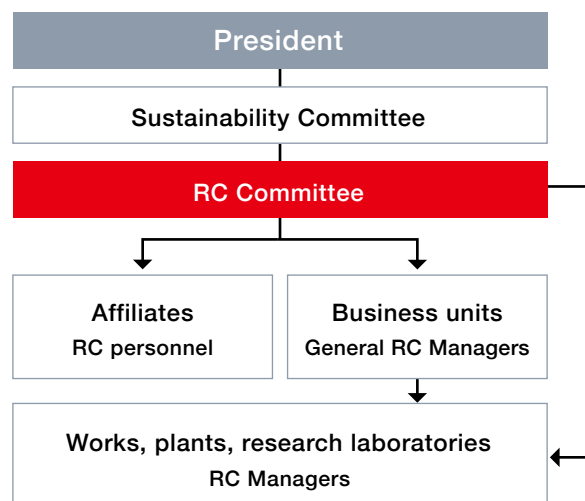 President
Sustainability Committee
RC Committee
Affiliates
RC personnel
Business units
General RC Managers
Works, plants, research laboratories
RC Managers